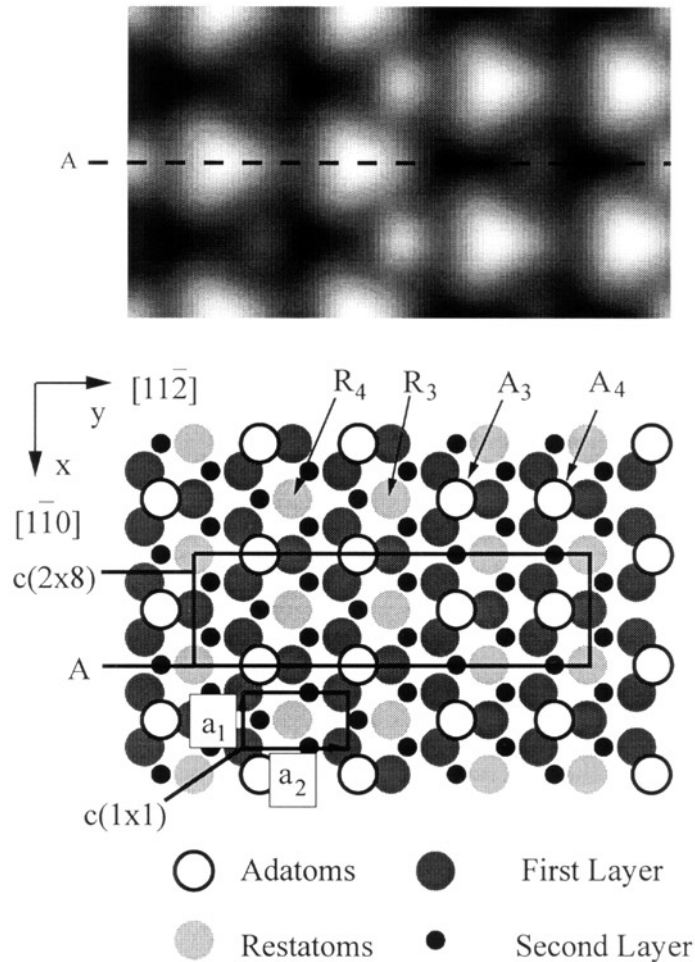 A
[112̄]
y
x
[11̄0]
R₄
R₃
A₃
A₄
c(2x8)
A
a₁
a₂
c(1x1)
Adatoms
First Layer
Restatoms
Second Layer